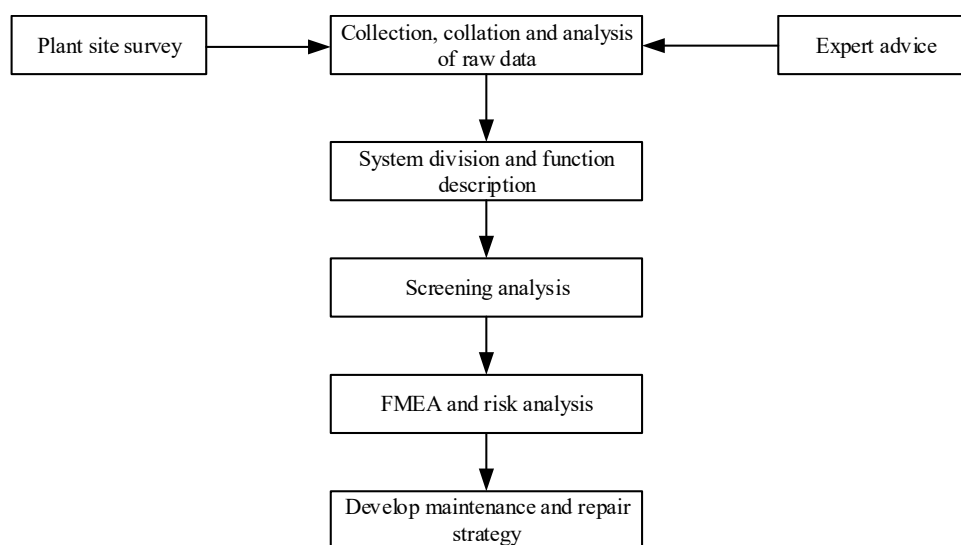 Plant site survey
Collection, collation and analysis
of raw data
Expert advice
System division and function
description
Screening analysis
FMEA and risk analysis
Develop maintenance and repair
strategy